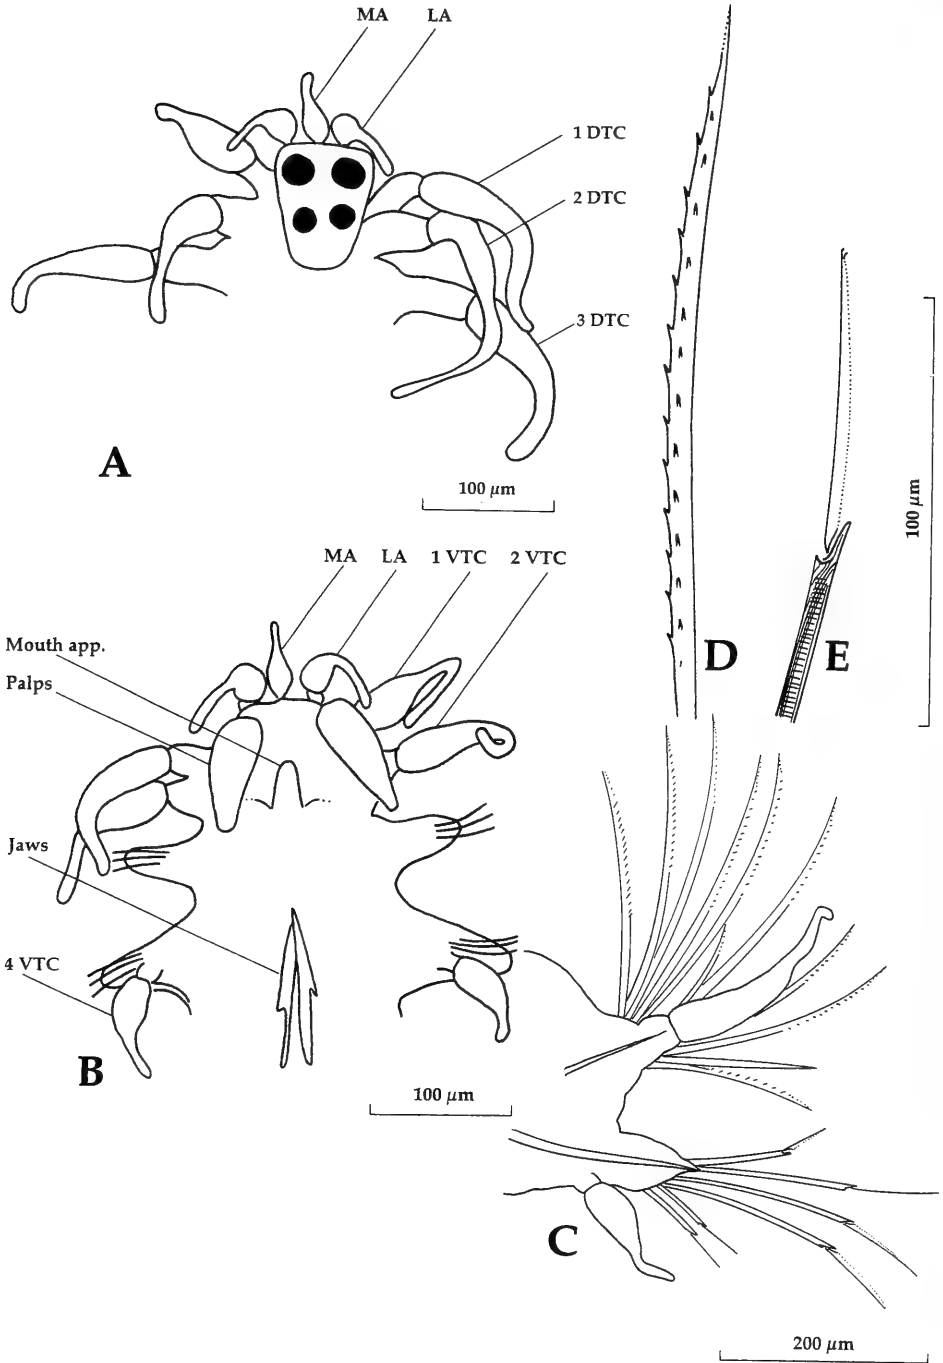 MA LA
1 DTC
2 DTC
3 DTC
A
100 μm
100 μm
MA LA 1 VTC 2 VTC
Mouth app.
Palps
D
E
Jaws
4 VTC
B
100 μm
C
200 μm